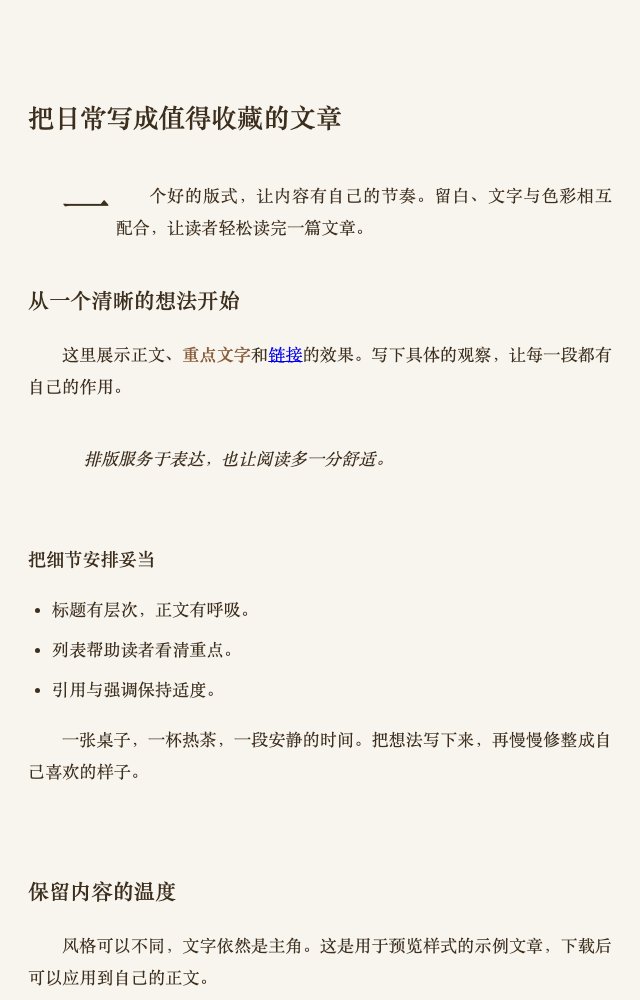 把日常写成值得收藏的文章
一个好的版式，让内容有自己的节奏。留白、文字与色彩相互
配合，让读者轻松读完一篇文章。
从一个清晰的想法开始
这里展示正文、重点文字和链接的效果。写下具体的观察，让每一段都有
自己的作用。
排版服务于表达，也让阅读多一分舒适。
把细节安排妥当
• 标题有层次，正文有呼吸。
• 列表帮助读者看清重点。
• 引用与强调保持适度。
一张桌子，一杯热茶，一段安静的时间。把想法写下来，再慢慢修整成自
己喜欢的样子。
保留内容的温度
风格可以不同，文字依然是主角。这是用于预览样式的示例文章，下载后
可以应用到自己的正文。